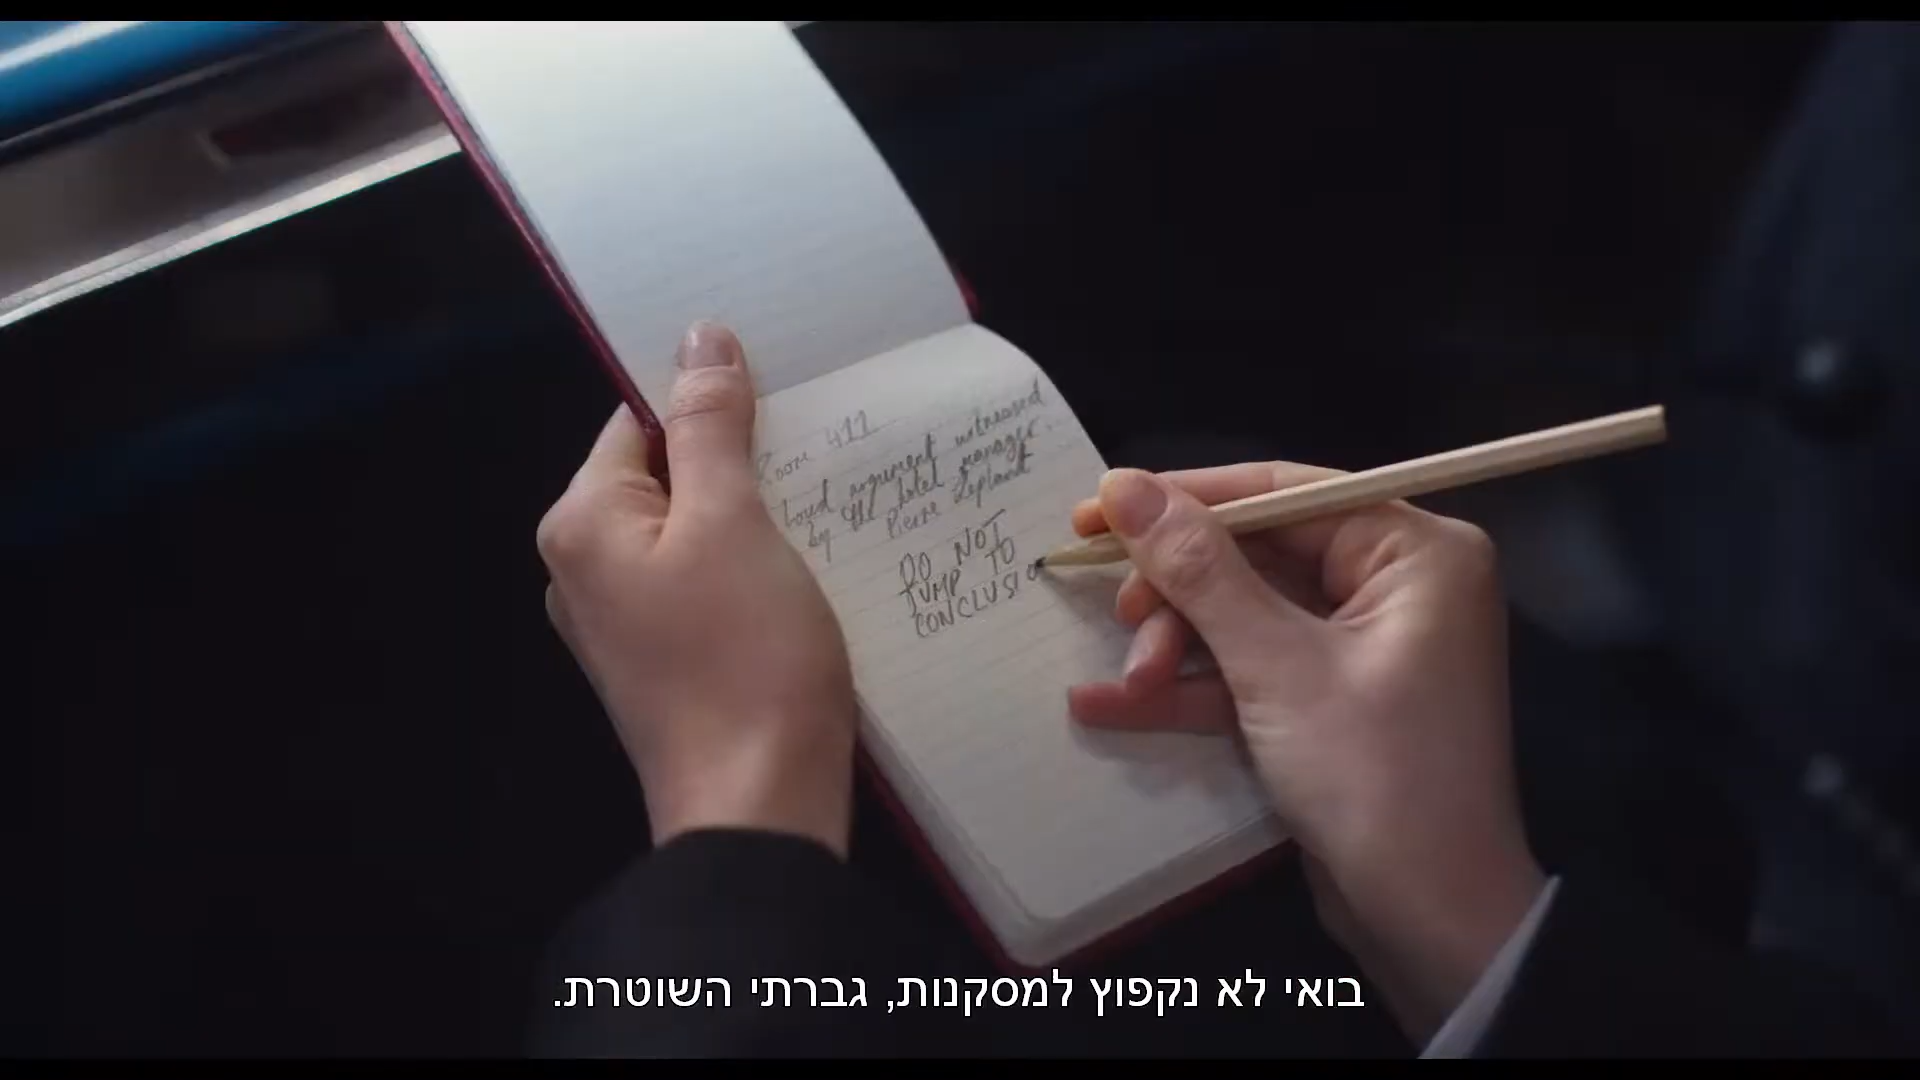 Room 411
Loud argument witnessed
by the hotel manager.
Pierre Leplant
DO NOT
JUMP TO
CONCLUSIO
בואי לא נקפוץ למסקנות, גברתי השוטרת.